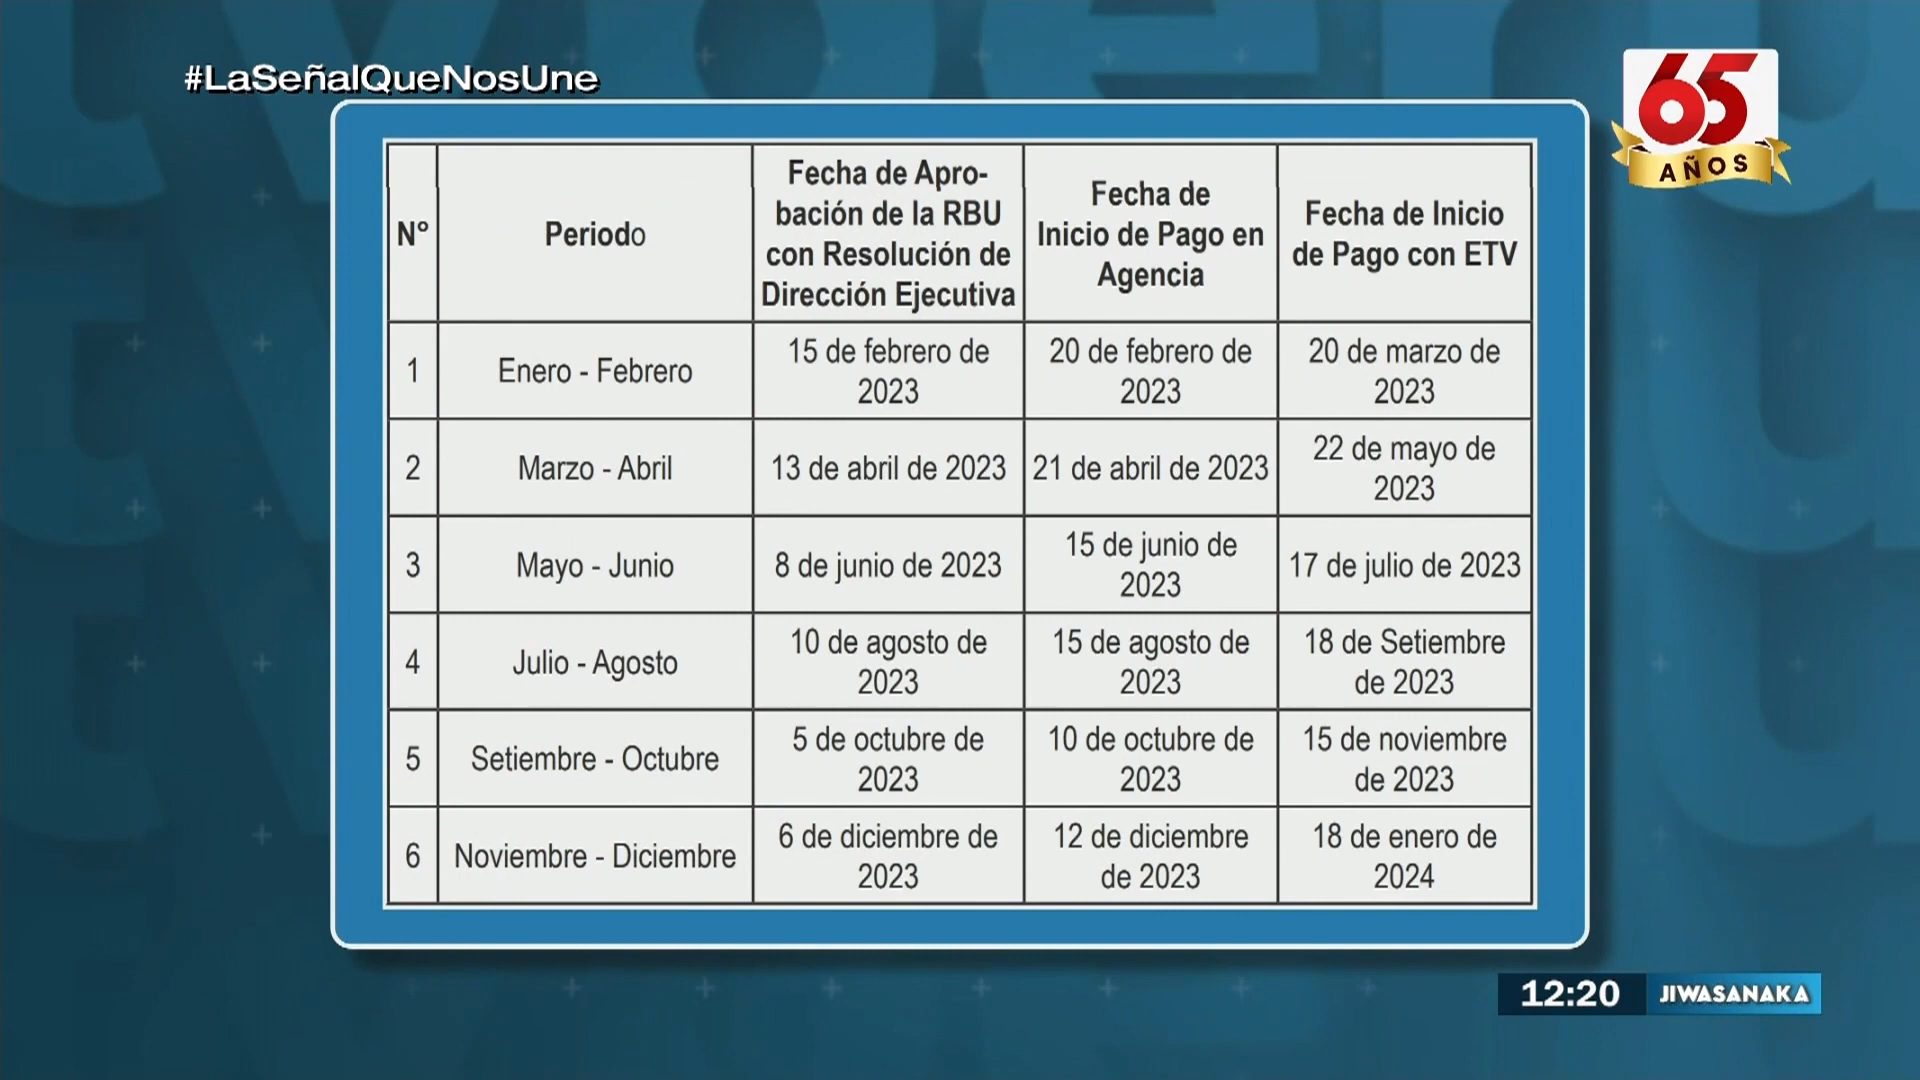 #LaSeñalQueNosUne
65
AÑOS
N°
Periodo
Fecha de Apro-
bación de la RBU
con Resolución de
Dirección Ejecutiva
Fecha de
Inicio de Pago en
Agencia
Fecha de Inicio
de Pago con ETV
1
Enero - Febrero
15 de febrero de
2023
20 de febrero de
2023
20 de marzo de
2023
2
Marzo - Abril
13 de abril de 2023
21 de abril de 2023
22 de mayo de
2023
3
Mayo - Junio
8 de junio de 2023
15 de junio de
2023
17 de julio de 2023
4
Julio - Agosto
10 de agosto de
2023
15 de agosto de
2023
18 de Setiembre
de 2023
5
Setiembre - Octubre
5 de octubre de
2023
10 de octubre de
2023
15 de noviembre
de 2023
6
Noviembre - Diciembre
6 de diciembre de
2023
12 de diciembre
de 2023
18 de enero de
2024
12:20
JIWASANAKA